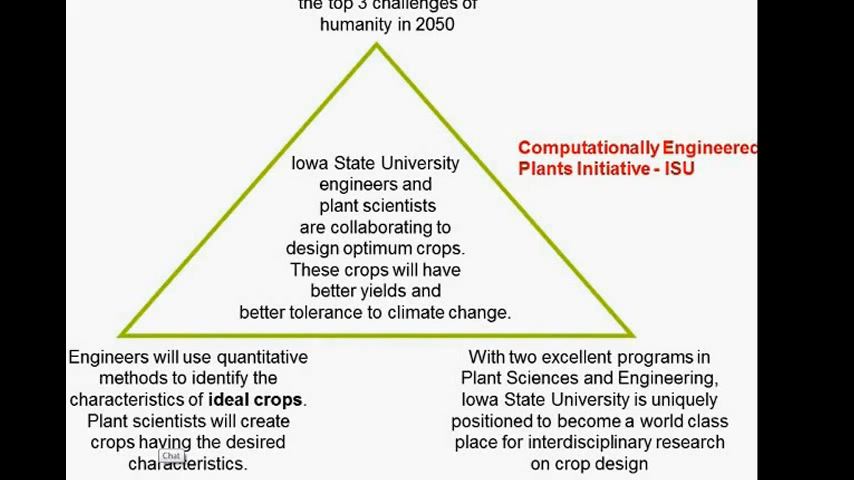 the top 3 challenges of
humanity in 2050
Computationally Engineered
Plants Initiative - ISU
Iowa State University
engineers and
plant scientists
are collaborating to
design optimum crops.
These crops will have
better yields and
better tolerance to climate change.
Engineers will use quantitative
methods to identify the
characteristics of ideal crops.
Plant scientists will create
crops having the desired
characteristics.
Chat
With two excellent programs in
Plant Sciences and Engineering,
Iowa State University is uniquely
positioned to become a world class
place for interdisciplinary research
on crop design